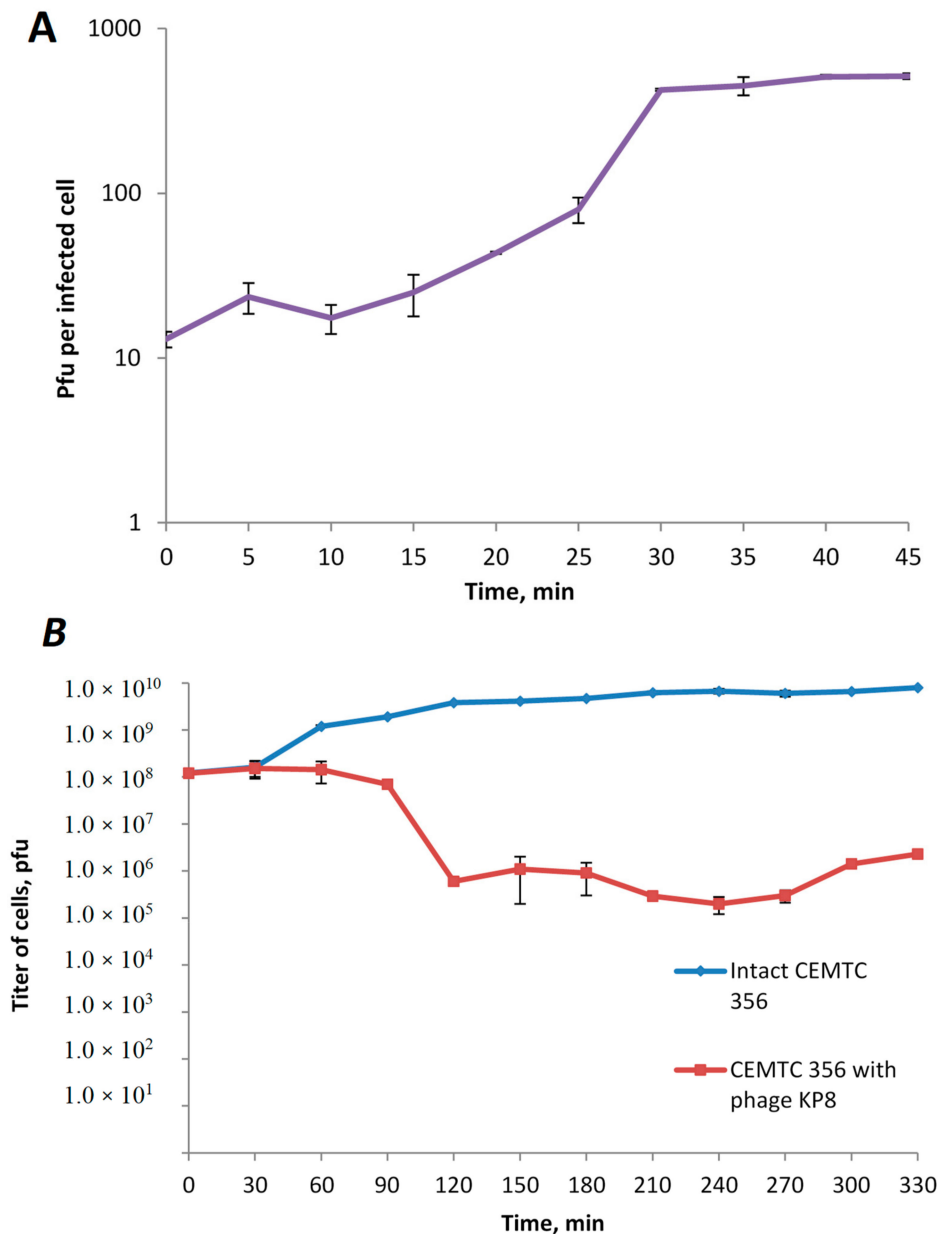 A
1000
100
10
1
Pfu per infected cell
0 5 10 15 20 25 30 35 40 45
Time, min
B
1.0 × 10¹⁰
1.0 × 10⁹
1.0 × 10⁸
1.0 × 10⁷
1.0 × 10⁶
1.0 × 10⁵
1.0 × 10⁴
1.0 × 10³
1.0 × 10²
1.0 × 10¹
Titer of cells, pfu
Intact CEMTC
356
CEMTC 356 with
phage KP8
0 30 60 90 120 150 180 210 240 270 300 330
Time, min